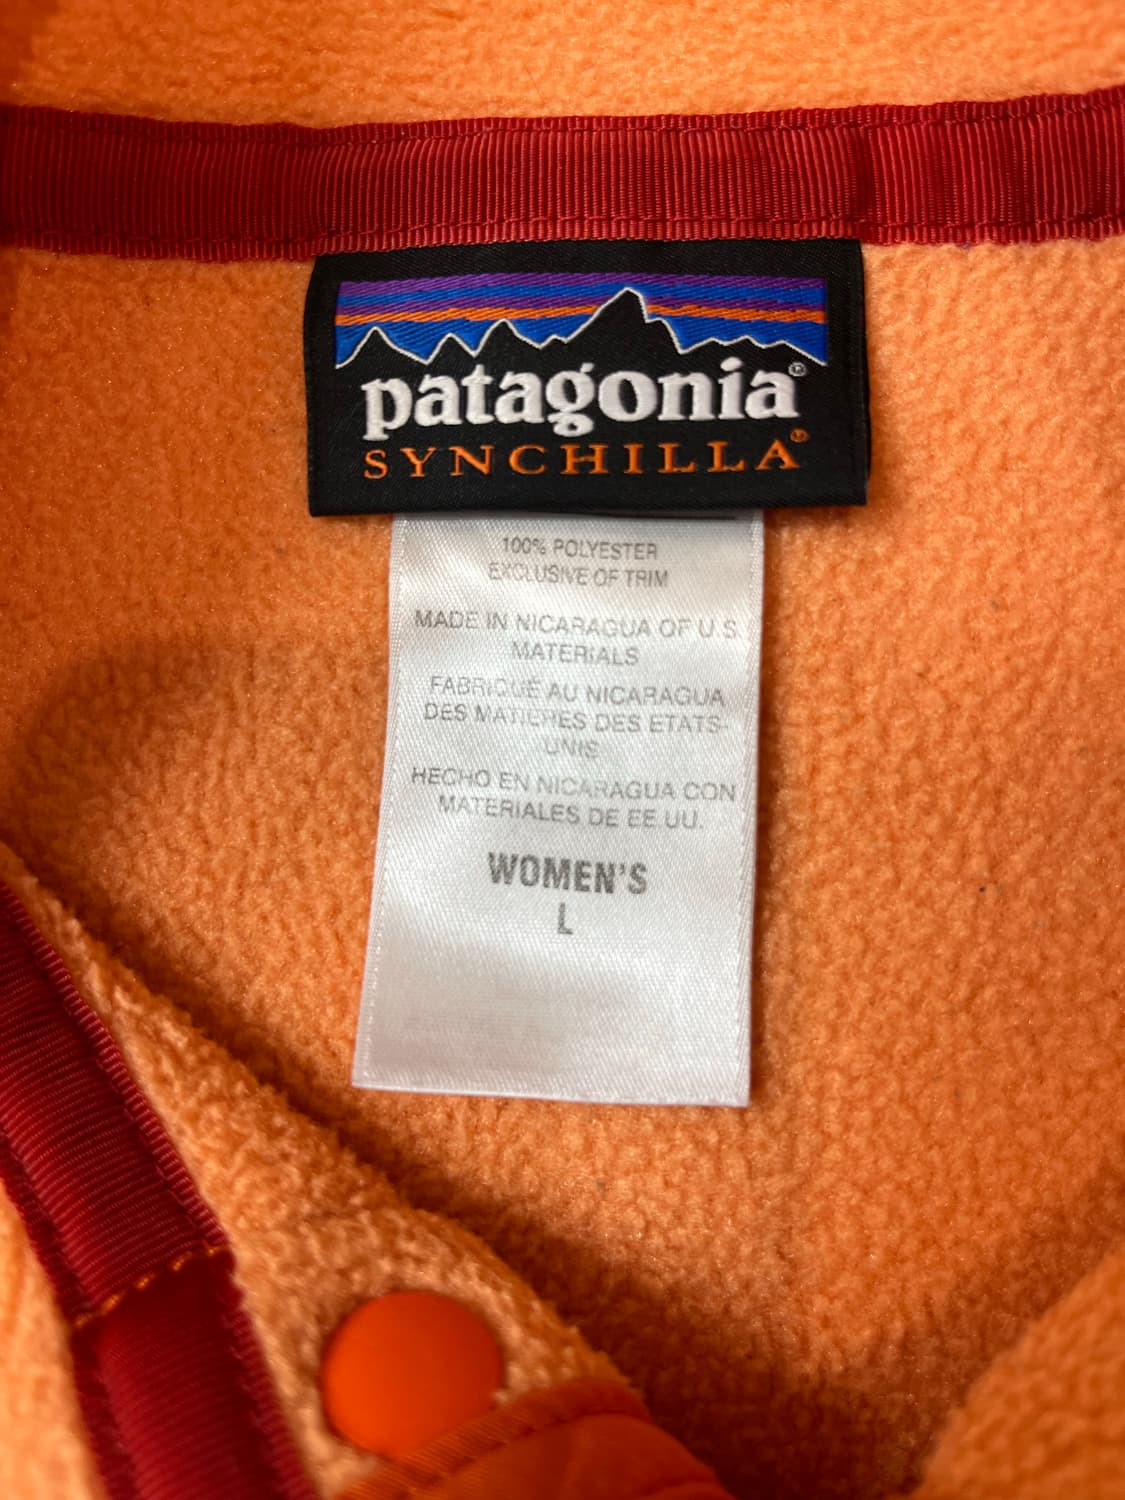 patagonia®
SYNCHILLA®
100% POLYESTER
EXCLUSIVE OF TRIM
MADE IN NICARAGUA OF U.S.
MATERIALS
FABRIQUÉ AU NICARAGUA
DES MATIÈRES DES ETATS-
UNIS
HECHO EN NICARAGUA CON
MATERIALES DE EE.UU.
WOMEN'S
L